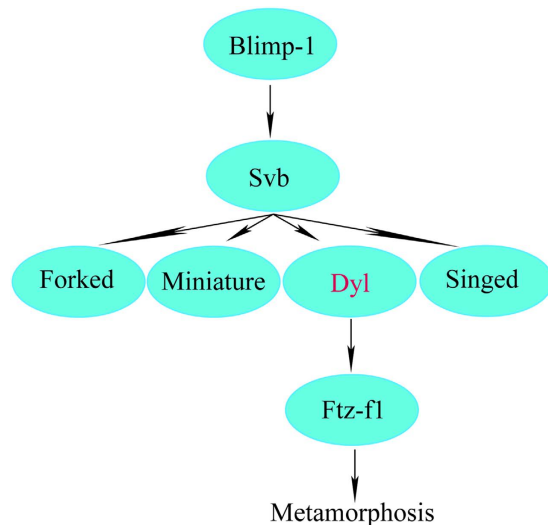 Blimp-1
Svb
Forked Miniature Dyl Singed
Ftz-f1
Metamorphosis